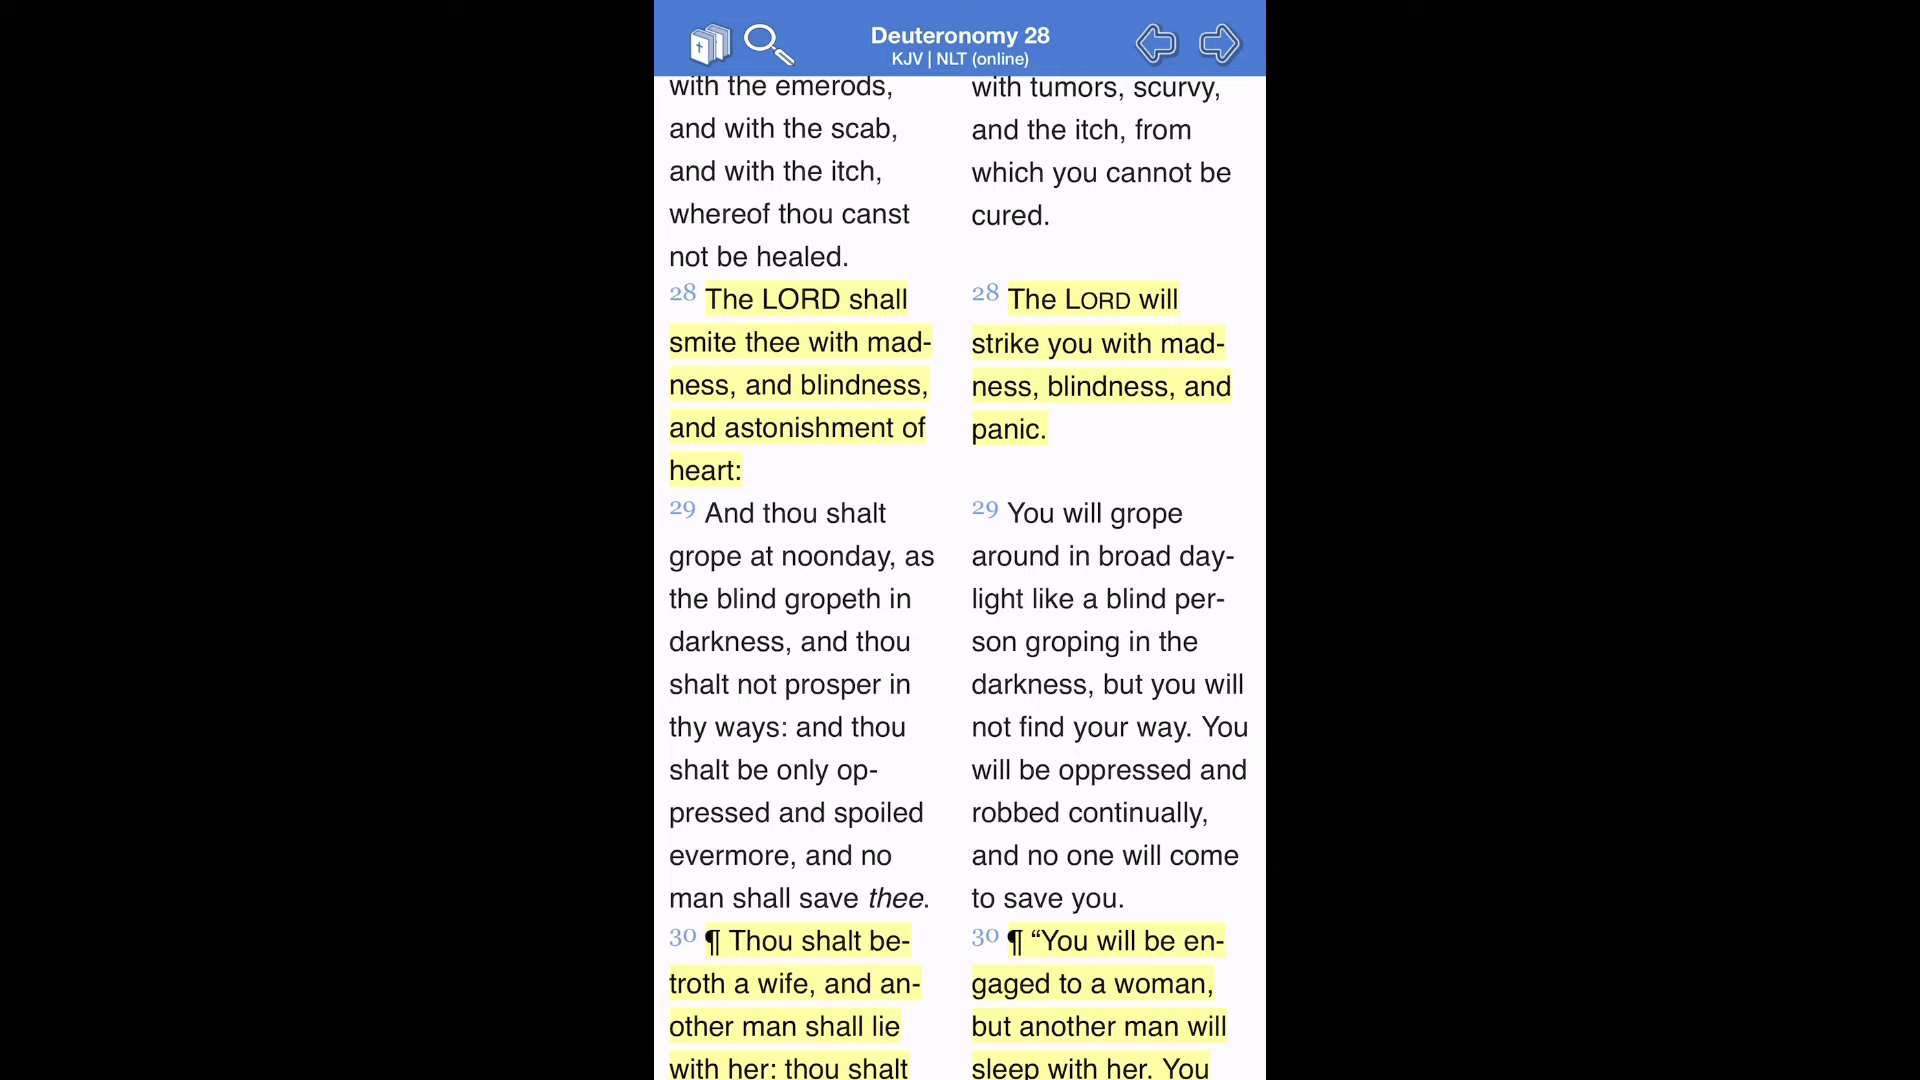 Deuteronomy 28
KJV | NLT (online)
with the emerods,
and with the scab,
and with the itch,
whereof thou canst
not be healed.
28 The LORD shall
smite thee with mad-
ness, and blindness,
and astonishment of
heart:
29 And thou shalt
grope at noonday, as
the blind gropeth in
darkness, and thou
shalt not prosper in
thy ways: and thou
shalt be only op-
pressed and spoiled
evermore, and no
man shall save thee.
30 ¶ Thou shalt be-
troth a wife, and an-
other man shall lie
with her: thou shalt
with tumors, scurvy,
and the itch, from
which you cannot be
cured.
28 The LORD will
strike you with mad-
ness, blindness, and
panic.
29 You will grope
around in broad day-
light like a blind per-
son groping in the
darkness, but you will
not find your way. You
will be oppressed and
robbed continually,
and no one will come
to save you.
30 ¶ “You will be en-
gaged to a woman,
but another man will
sleep with her. You